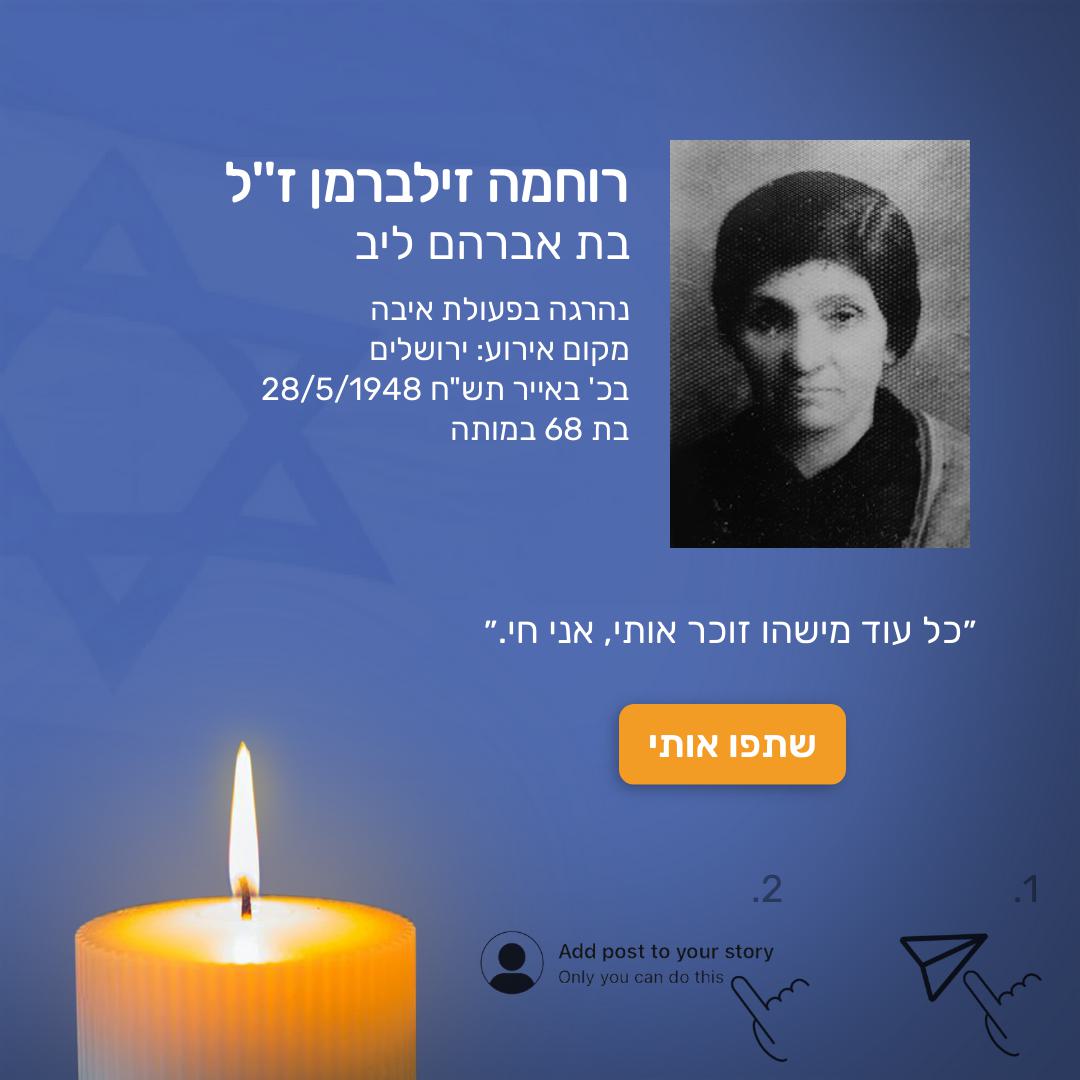 רוחמה זילברמן ז"ל
בת אברהם ליב
נהרגה בפעולת איבה
מקום אירוע: ירושלים
בכ' באייר תש"ח 28/5/1948
בת 68 במותה
״כל עוד מישהו זוכר אותי, אני חי.״
שתפו אותי
1.
2.
Add post to your story
Only you can do this